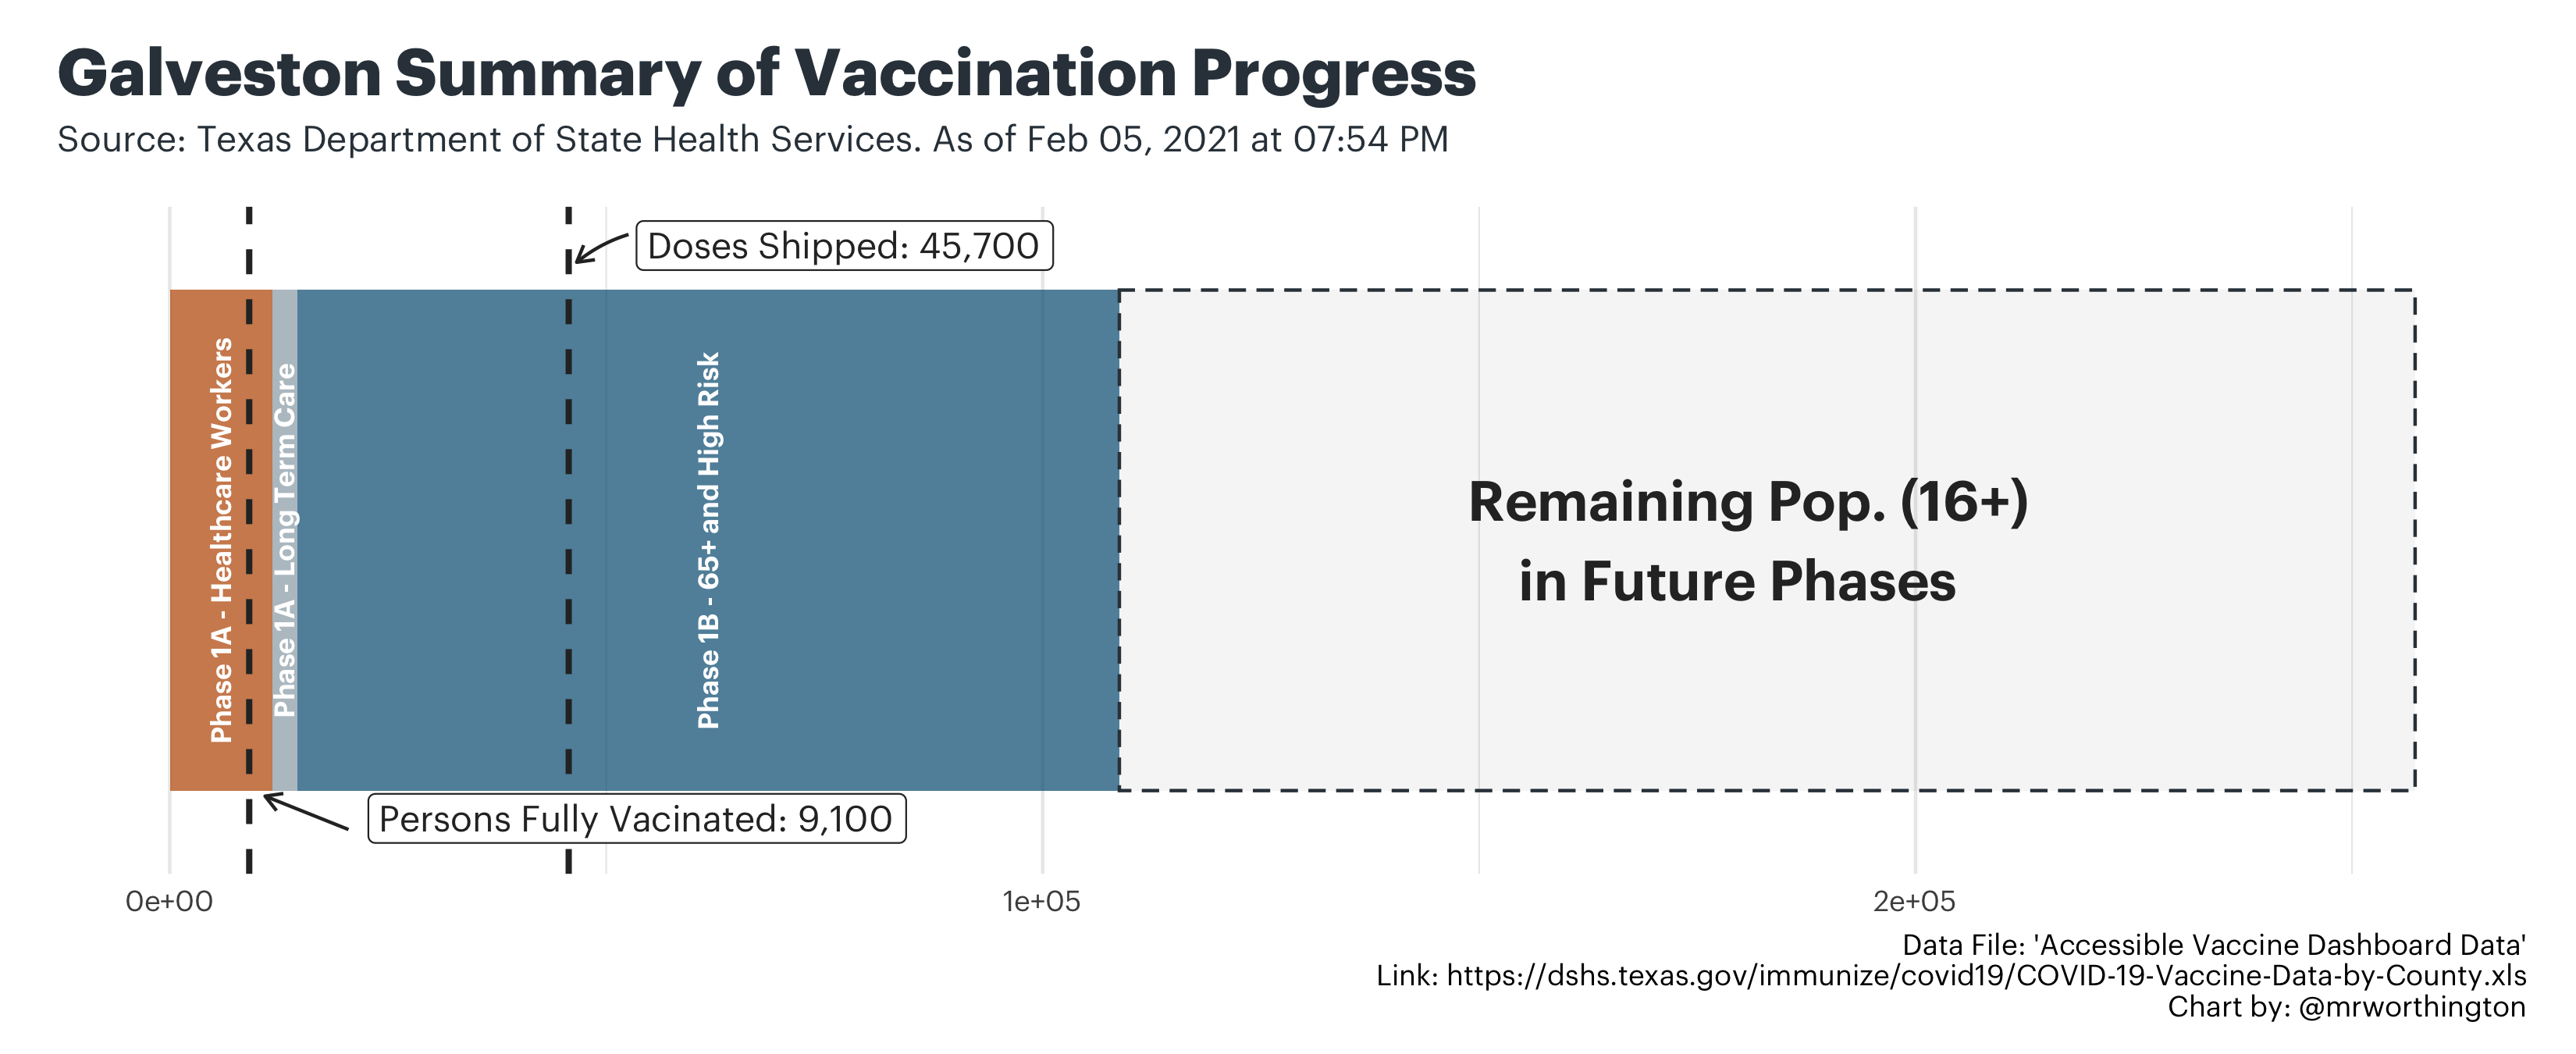 Galveston Summary of Vaccination Progress
Source: Texas Department of State Health Services. As of Feb 05, 2021 at 07:54 PM
Doses Shipped: 45,700
Phase 1A - Healthcare Workers
Phase 1A - Long Term Care
Phase 1B - 65+ and High Risk
Remaining Pop. (16+)
in Future Phases
Persons Fully Vacinated: 9,100
0e+00
1e+05
2e+05
Data File: 'Accessible Vaccine Dashboard Data'
Link: https://dshs.texas.gov/immunize/covid19/COVID-19-Vaccine-Data-by-County.xls
Chart by: @mrworthington